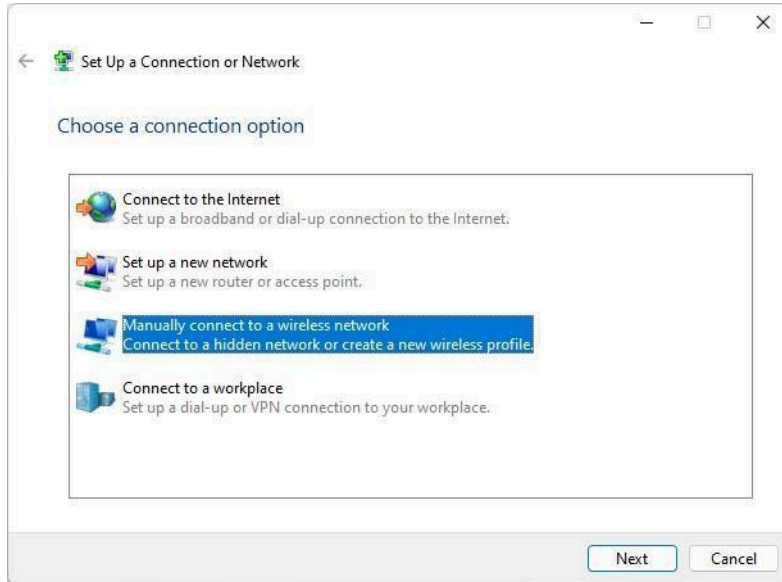 Set Up a Connection or Network
Choose a connection option
Connect to the Internet
Set up a broadband or dial-up connection to the Internet.
Set up a new network
Set up a new router or access point.
Manually connect to a wireless network
Connect to a hidden network or create a new wireless profile.
Connect to a workplace
Set up a dial-up or VPN connection to your workplace.
Next Cancel